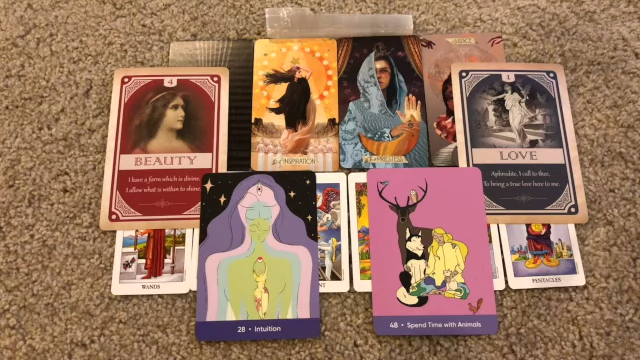 4
BEAUTY
I have a form which is divine,
I allow what is within to shine.
INSPIRATION
1
LOVE
Aphrodite, I call to thee,
To bring a true love here to me.
WANDS
PENTACLES
28 • Intuition
48 • Spend Time with Animals